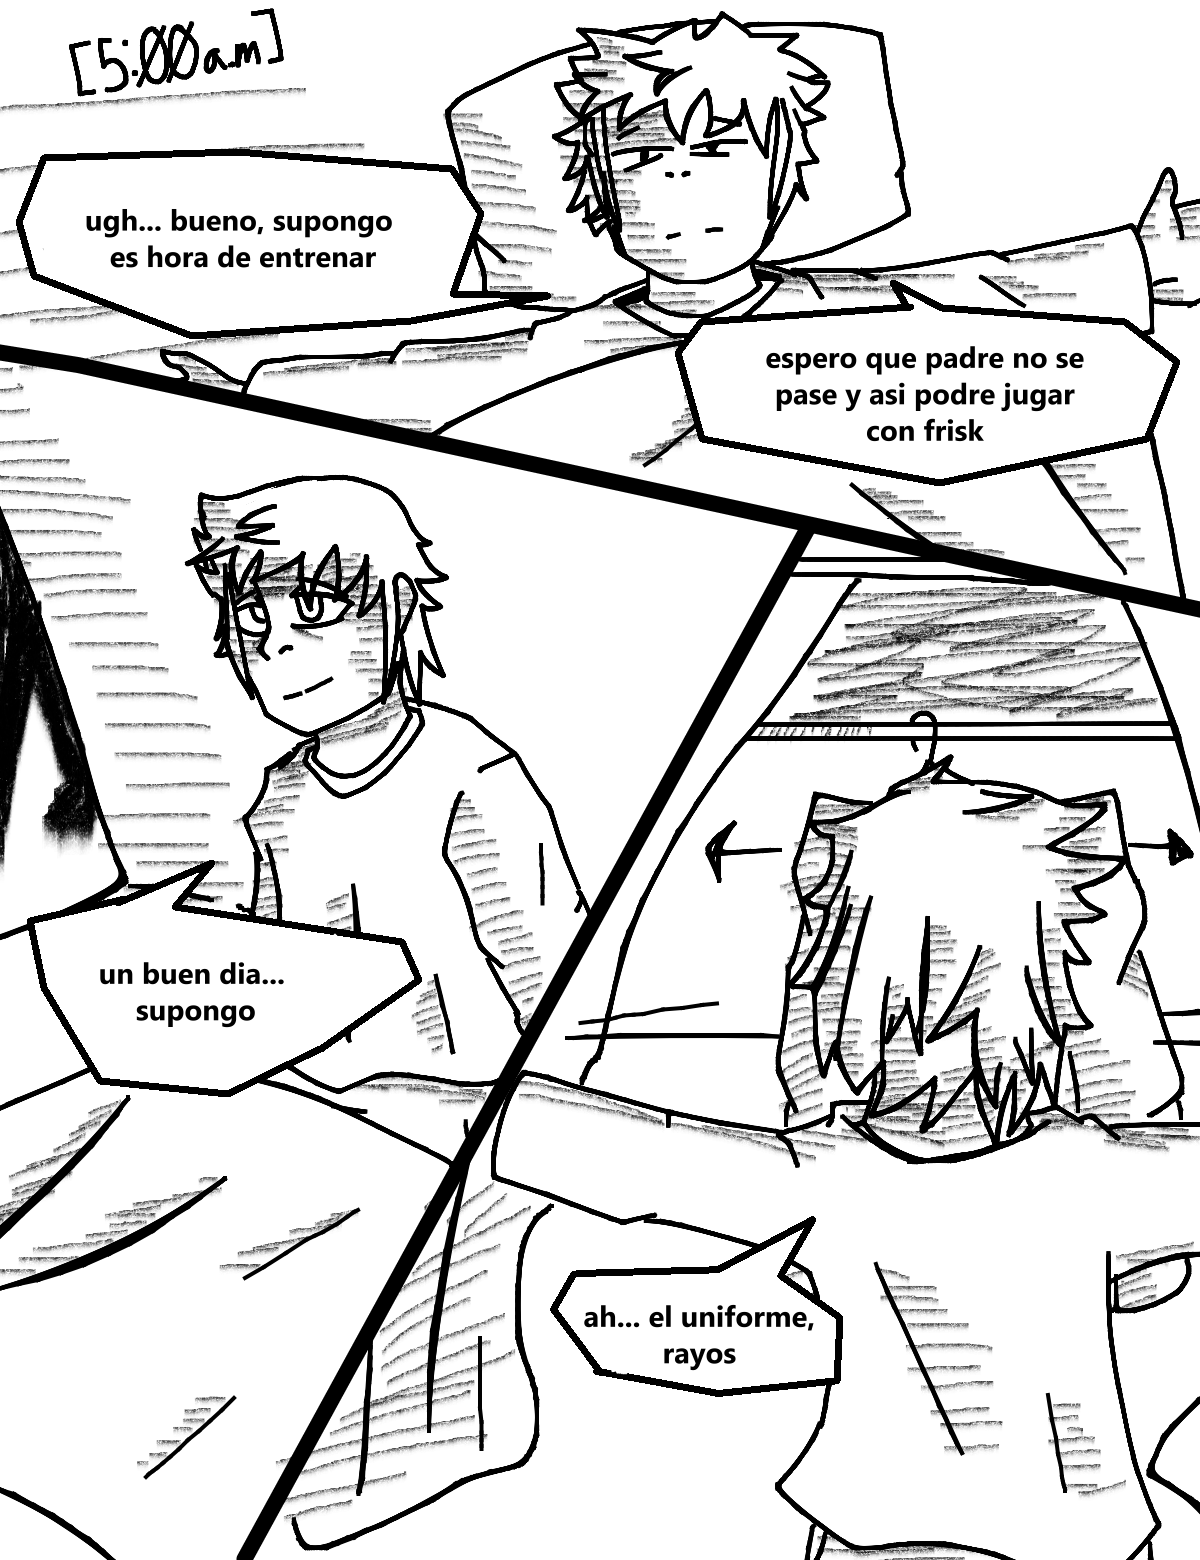 [5:00a.m]
ugh... bueno, supongo
es hora de entrenar
espero que padre no se
pase y asi podre jugar
con frisk
un buen dia...
supongo
ah... el uniforme,
rayos